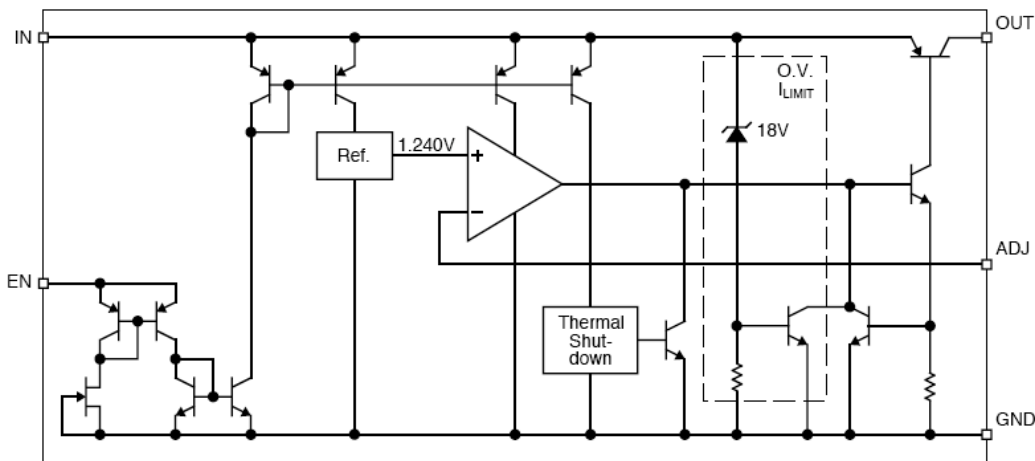 IN
OUT
O.V.
ILIMIT
18V
Ref.
1.240V
+
−
ADJ
EN
Thermal
Shut-
down
GND